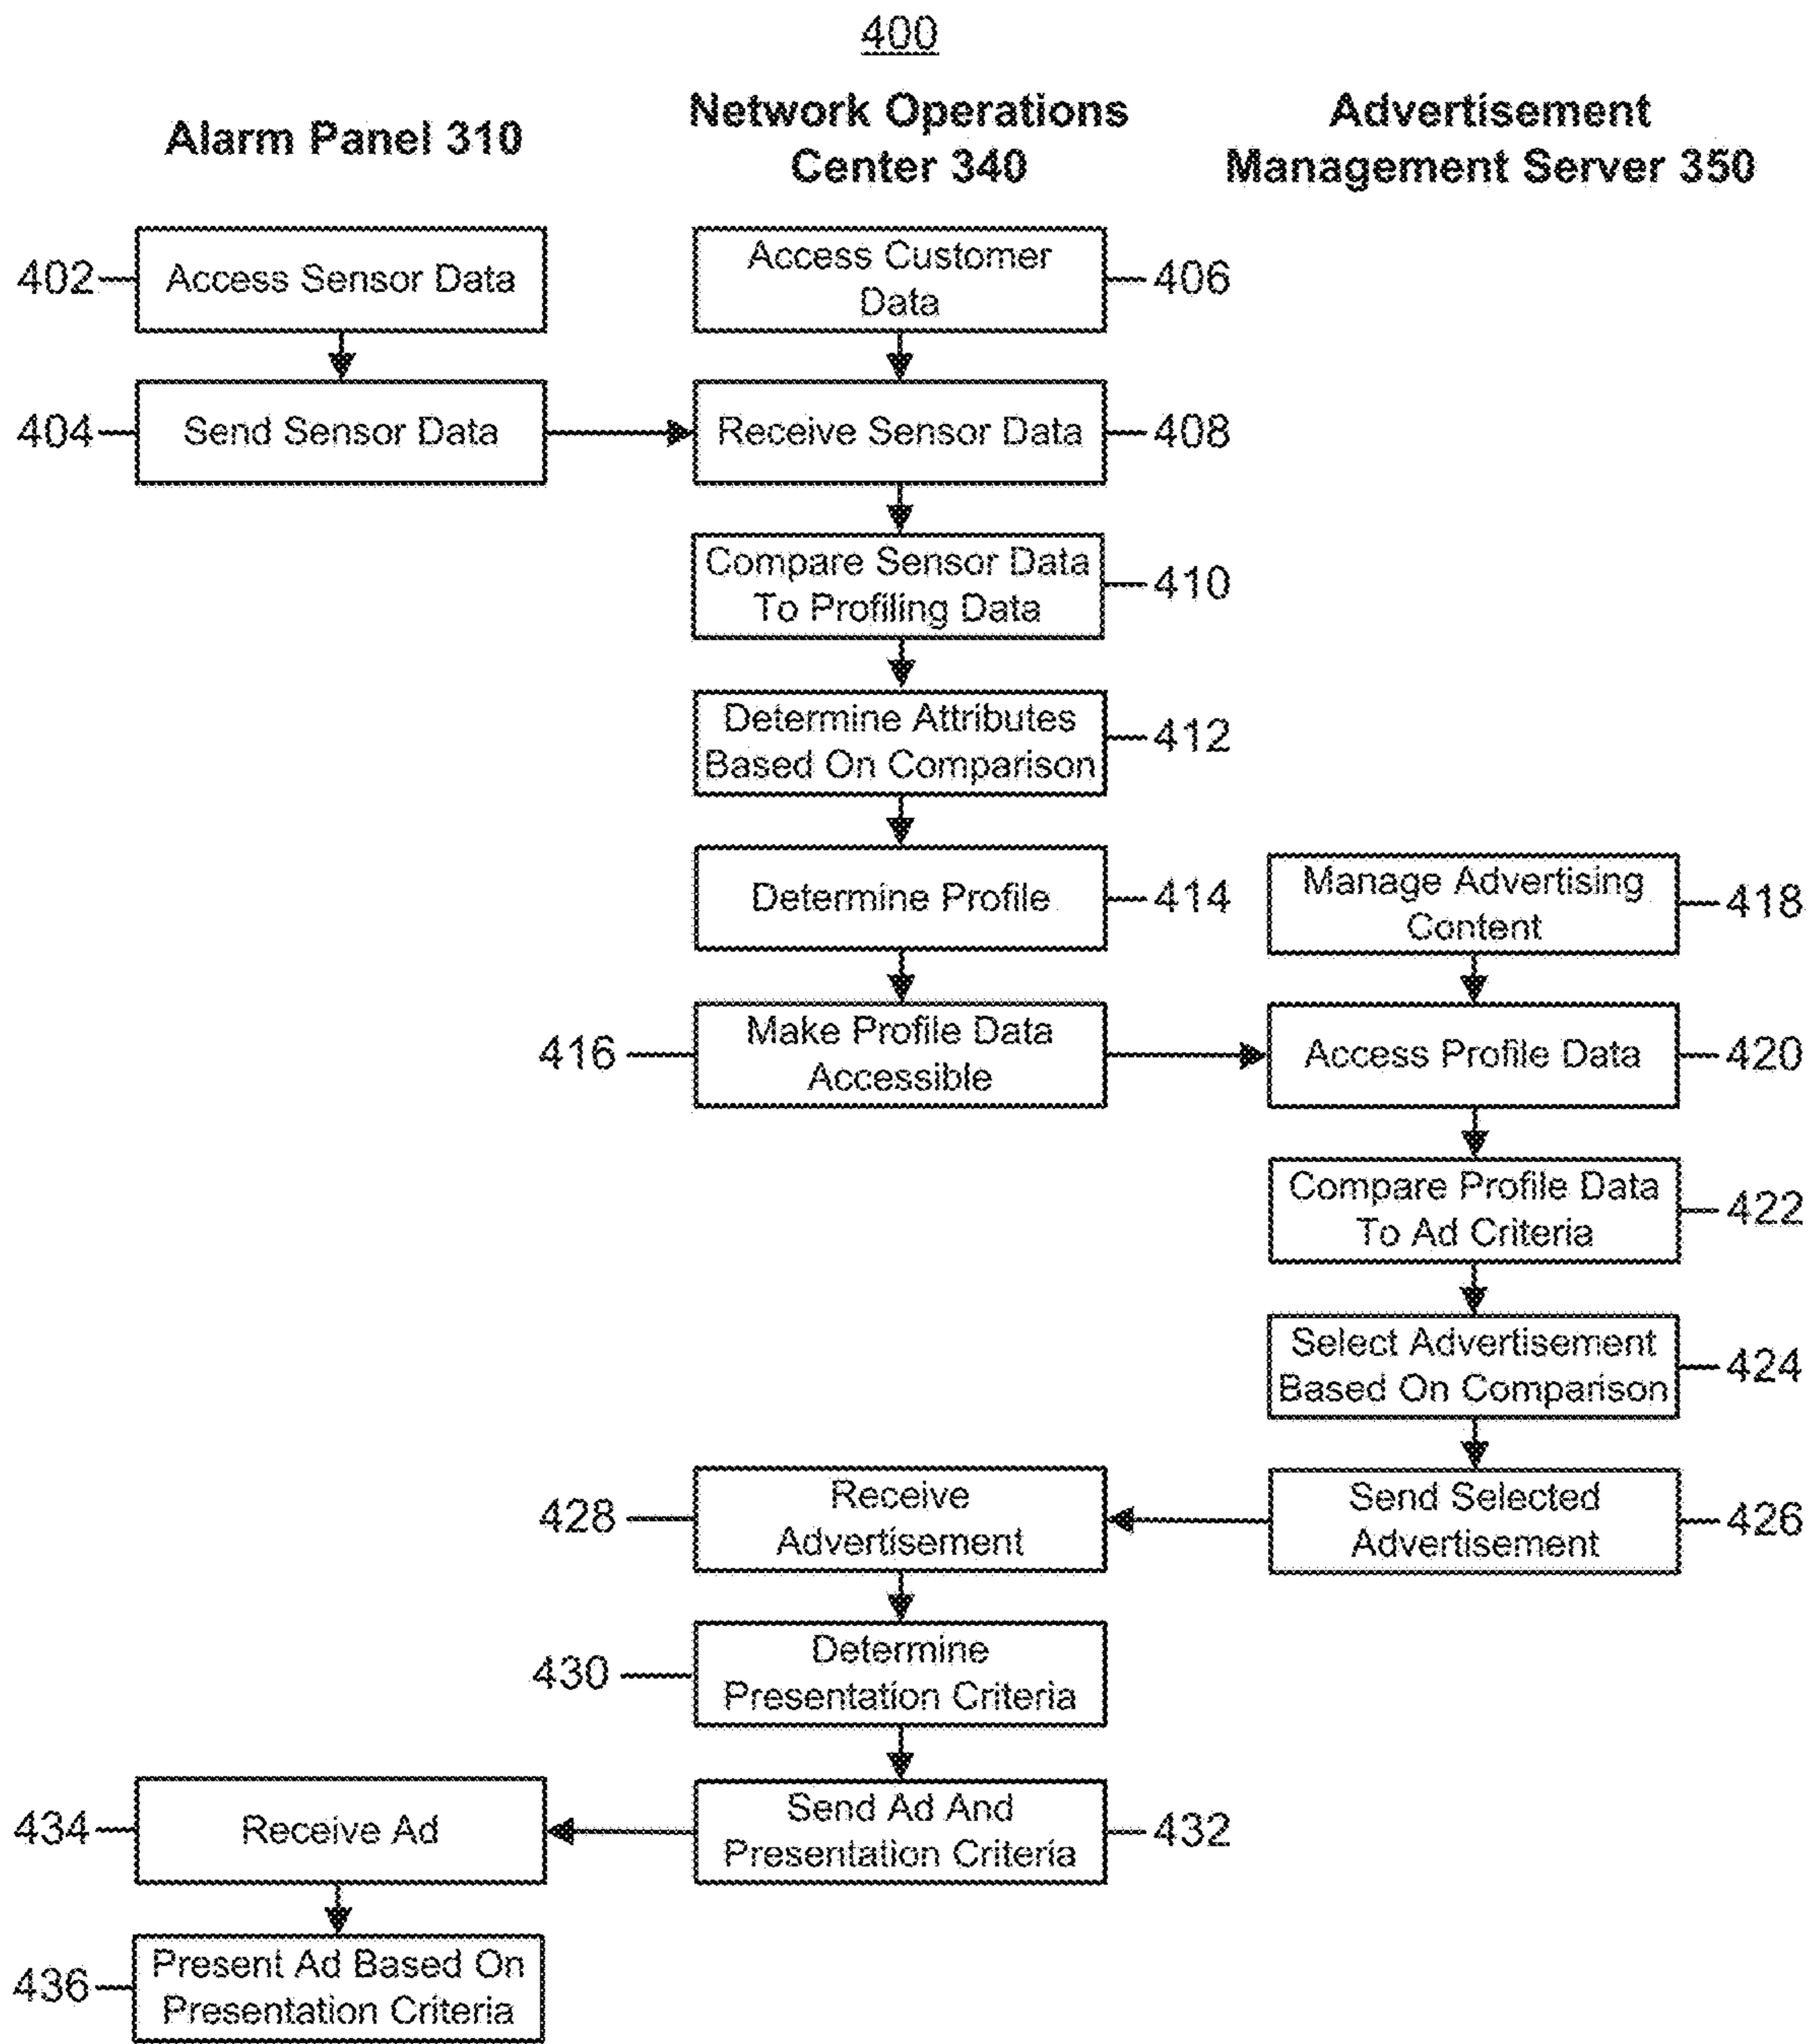 400
Alarm Panel 310
Network Operations
Center 340
Advertisement
Management Server 350
402
Access Sensor Data
Access Customer
Data
406
404
Send Sensor Data
Receive Sensor Data
408
Compare Sensor Data
To Profiling Data
410
Determine Attributes
Based On Comparison
412
Determine Profile
414
Manage Advertising
Content
418
416
Make Profile Data
Accessible
Access Profile Data
420
Compare Profile Data
To Ad Criteria
422
Select Advertisement
Based On Comparison
424
428
Receive
Advertisement
Send Selected
Advertisement
426
430
Determine
Presentation Criteria
434
Receive Ad
Send Ad And
Presentation Criteria
432
436
Present Ad Based On
Presentation Criteria